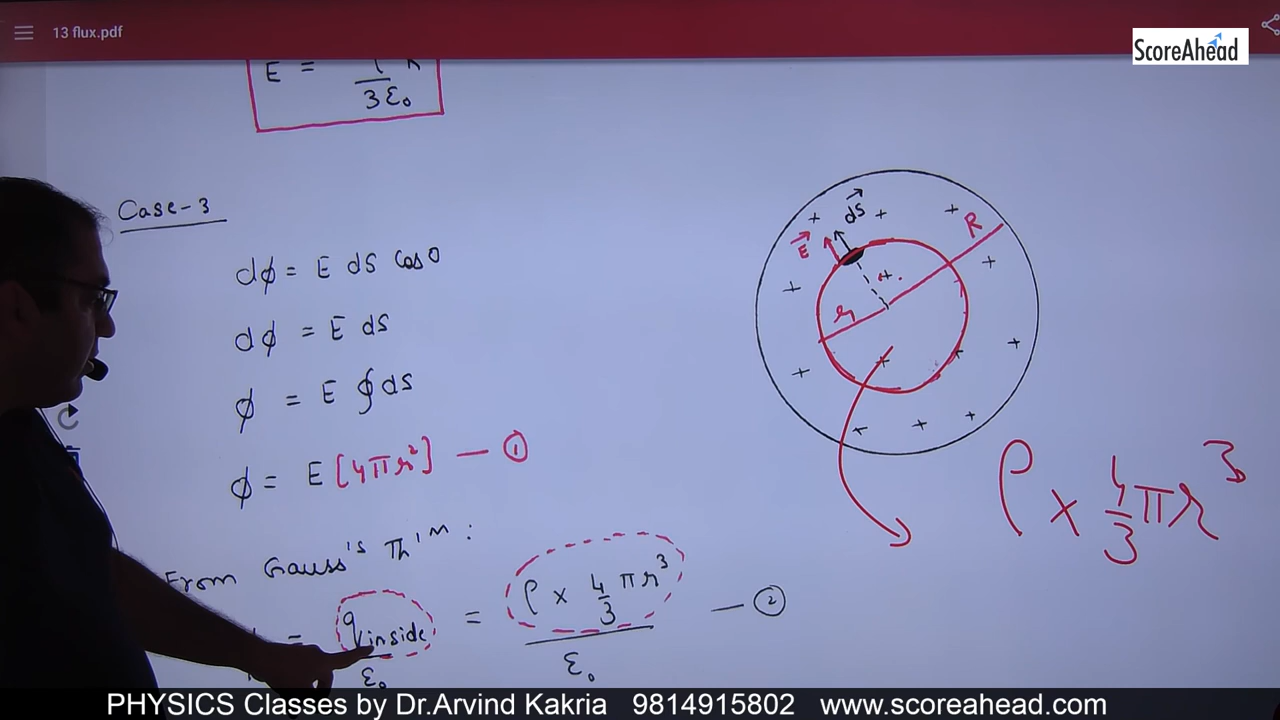 13 flux.pdf
ScoreAhead
E =
3ε₀
Case-3
dφ = E ds cos0
dφ = E ds
φ = E ∮ds
φ = E [4πr²] — ①
From Gauss's Th'm :
= q inside / ε₀ = ρ × 4/3 πr³ / ε₀ — ②
+ + + + + + + + + + + + +
E ds R
r r
ρ × 4/3 πr³
PHYSICS Classes by Dr.Arvind Kakria 9814915802 www.scoreahead.com